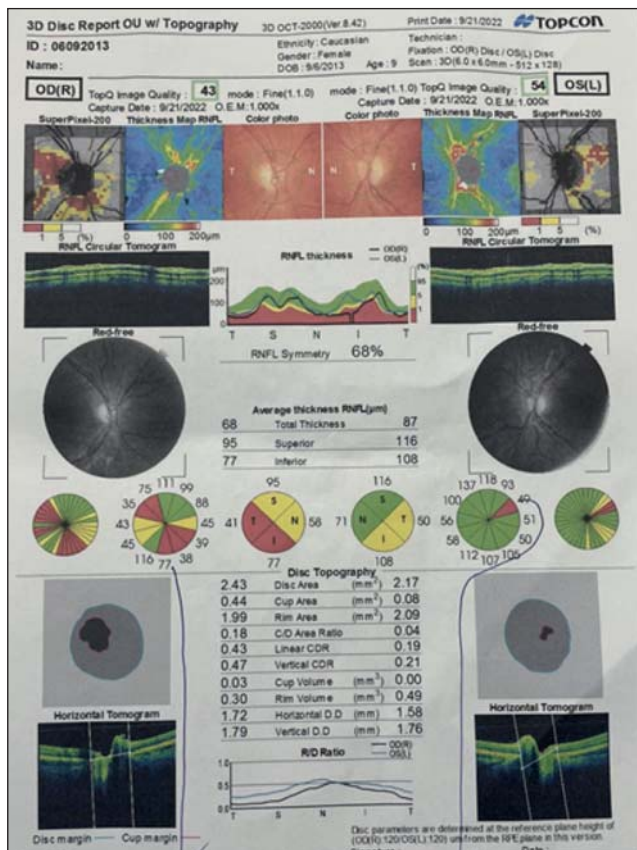 3D Disc Report OU w/ Topography 3D OCT-2000(Ver.8.42) Print Date : 9/21/2022 TOPCON
ID : 06092013 Ethnicity : Caucasian Technician :
Gender : Female Fixation : OD(R) Disc / OS(L) Disc
Name : DOB : 9/6/2013 Age : 9 Scan : 3D(6.0 x 6.0mm - 512 x 128)
OD(R) TopQ Image Quality : 43 mode : Fine(1.1.0) mode : Fine(1.1.0) TopQ Image Quality : 54 OS(L)
Capture Date : 9/21/2022 O.E.M:1.000x Capture Date : 9/21/2022 O.E.M:1.000x
SuperPixel-200 Thickness Map RNFL Color photo Color photo Thickness Map RNFL SuperPixel-200
T N N T
1 5 (%) 0 100 200μm 0 100 200μm 1 5 (%)
RNFL Circular Tomogram RNFL Circular Tomogram
RNFL thickness OD(R)
OS(L)
μm (%)
200
100
0
T S N I T
RNFL Symmetry 68%
Red-free Red-free
Average thickness RNFL(μm)
68 Total Thickness 87
95 Superior 116
77 Inferior 108
75 111 99 95 116 137 118 93
35 88 S S 100 49
43 45 41 T N 58 71 N T 50 56 51
45 39 I I 58 50
116 77 38 77 108 112 107 105
Disc Topography
2.43 Disc Area (mm²) 2.17
0.44 Cup Area (mm²) 0.08
1.99 Rim Area (mm²) 2.09
0.18 C/D Area Ratio 0.04
0.43 Linear CDR 0.19
0.47 Vertical CDR 0.21
0.03 Cup Volume (mm³) 0.00
0.30 Rim Volume (mm³) 0.49
1.72 Horizontal D.D (mm) 1.58
1.79 Vertical D.D (mm) 1.76
Horizontal Tomogram Horizontal Tomogram
R/D Ratio OD(R)
OS(L)
1.0
0.5
0.0
T S N I T
Disc margin Cup margin
Disc parameters are determined at the reference plane height of
(OD(R):120/OS(L):120) um from the RPE plane in this version.